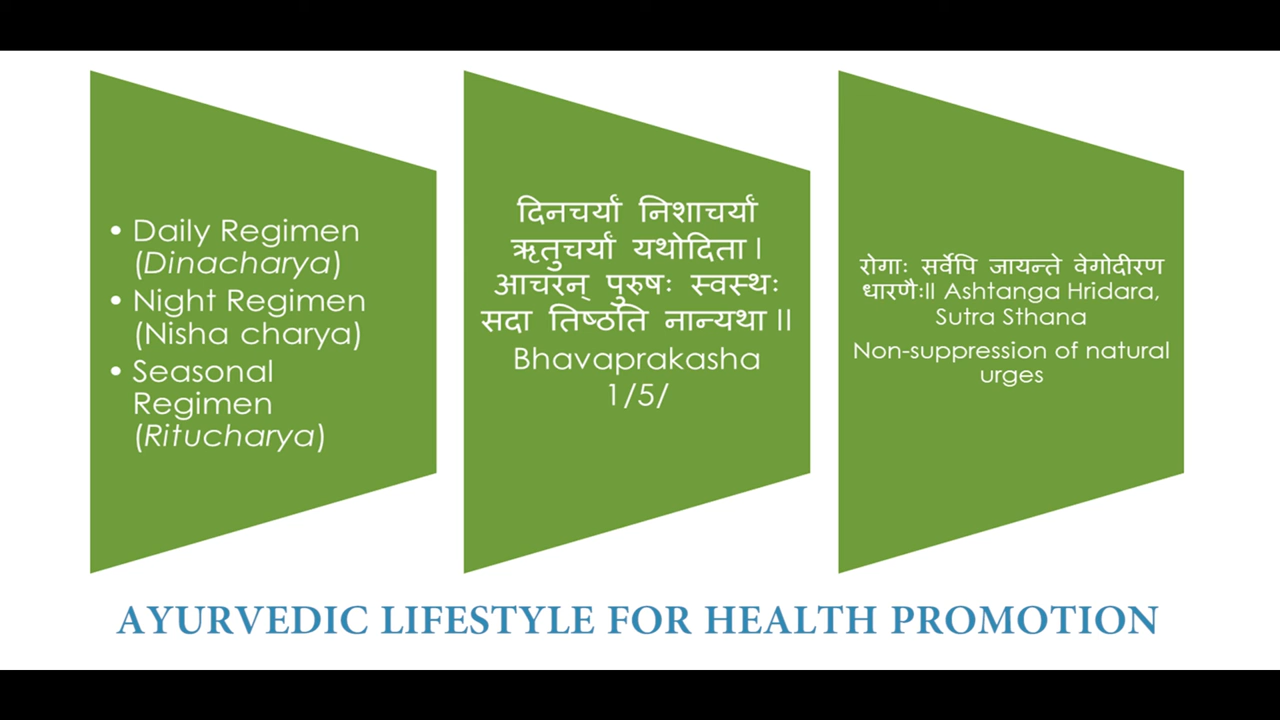 • Daily Regimen
(Dinacharya)
• Night Regimen
(Nisha charya)
• Seasonal
Regimen
(Ritucharya)
दिनचर्यां निशाचर्यां
ऋतुचर्यां यथोदिता ।
आचरन् पुरुषः स्वस्थः
सदा तिष्ठति नान्यथा ॥
Bhavaprakasha
1/5/
रोगाः सर्वेपि जायन्ते वेगोदीरण
धारणैः॥ Ashtanga Hridara,
Sutra Sthana
Non-suppression of natural
urges
AYURVEDIC LIFESTYLE FOR HEALTH PROMOTION